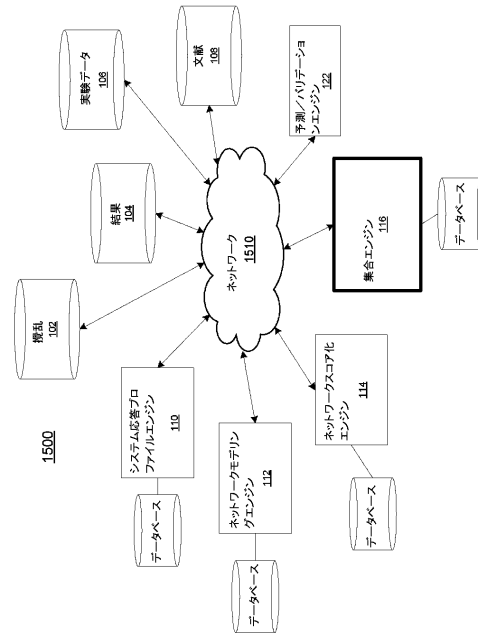 1500
攪乱
102
結果
104
実験データ
106
文献
108
システム応答プロ
ファイルエンジン
110
データベース
ネットワーク
1510
予測／バリデーショ
ンエンジン
122
ネットワークモデリン
グエンジン
112
データベース
ネットワークスコア化
エンジン
114
データベース
集合エンジン
116
データベース